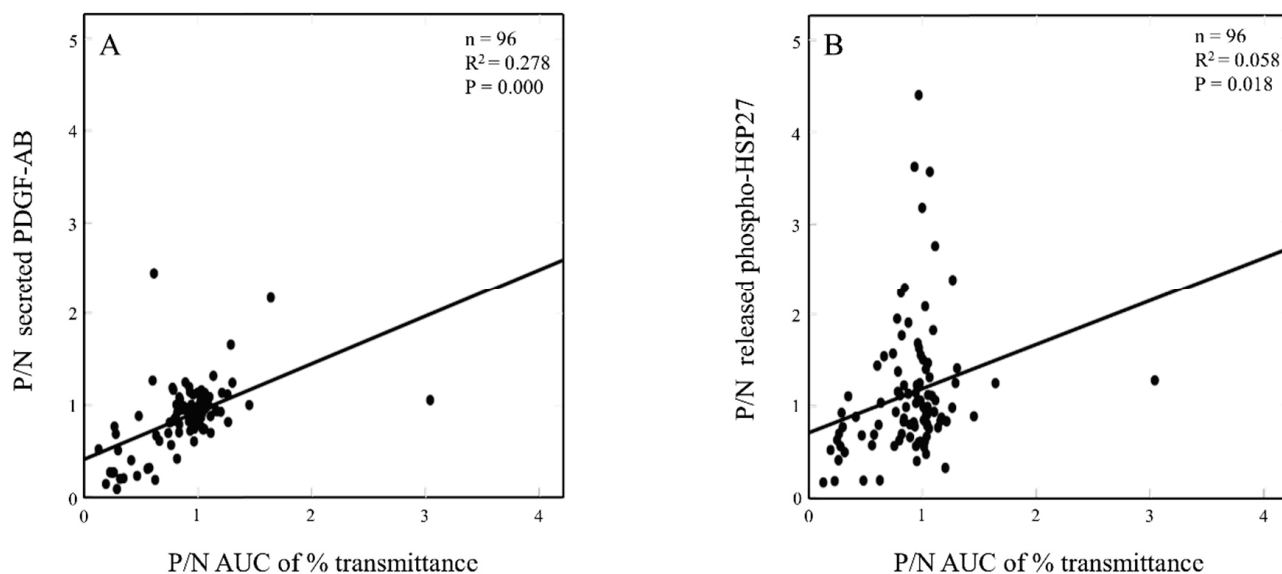 A
n = 96
R² = 0.278
P = 0.000
P/N secreted PDGF-AB
5
4
3
2
1
0
0 1 2 3 4
P/N AUC of % transmittance
B
n = 96
R² = 0.058
P = 0.018
P/N released phospho-HSP27
5
4
3
2
1
0
0 1 2 3 4
P/N AUC of % transmittance